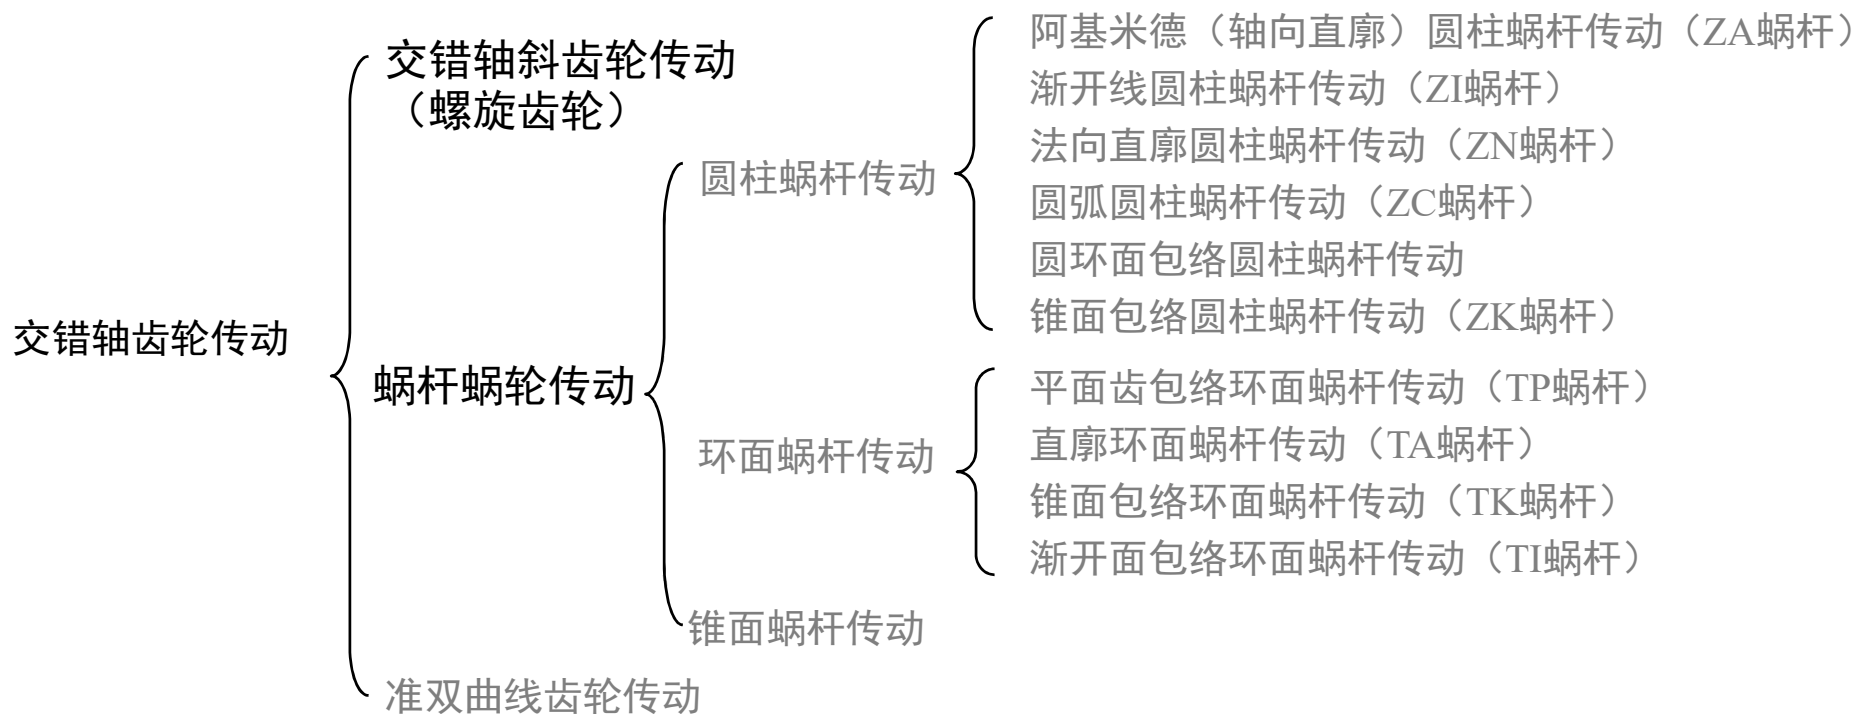 交错轴齿轮传动
交错轴斜齿轮传动
（螺旋齿轮）
蜗杆蜗轮传动
圆柱蜗杆传动
阿基米德（轴向直廓）圆柱蜗杆传动（ZA蜗杆）
渐开线圆柱蜗杆传动（ZI蜗杆）
法向直廓圆柱蜗杆传动（ZN蜗杆）
圆弧圆柱蜗杆传动（ZC蜗杆）
圆环面包络圆柱蜗杆传动
锥面包络圆柱蜗杆传动（ZK蜗杆）
环面蜗杆传动
平面齿包络环面蜗杆传动（TP蜗杆）
直廓环面蜗杆传动（TA蜗杆）
锥面包络环面蜗杆传动（TK蜗杆）
渐开面包络环面蜗杆传动（TI蜗杆）
锥面蜗杆传动
准双曲线齿轮传动